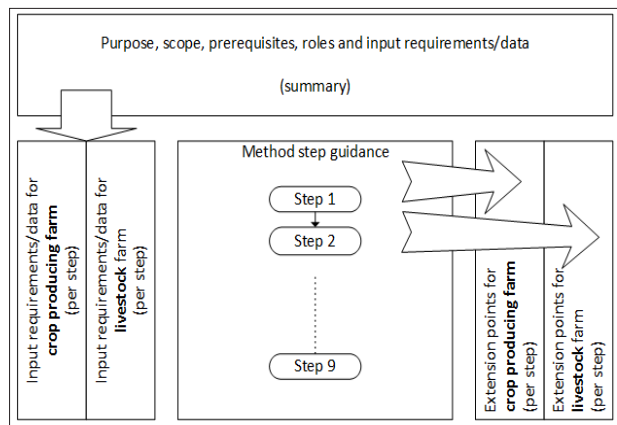 Purpose, scope, prerequisites, roles and input requirements/data
(summary)
Input requirements/data for
crop producing farm
(per step)
Input requirements/data for
livestock farm
(per step)
Method step guidance
Step 1
Step 2
Step 9
Extension points for
crop producing farm
(per step)
Extension points for
livestock farm
(per step)